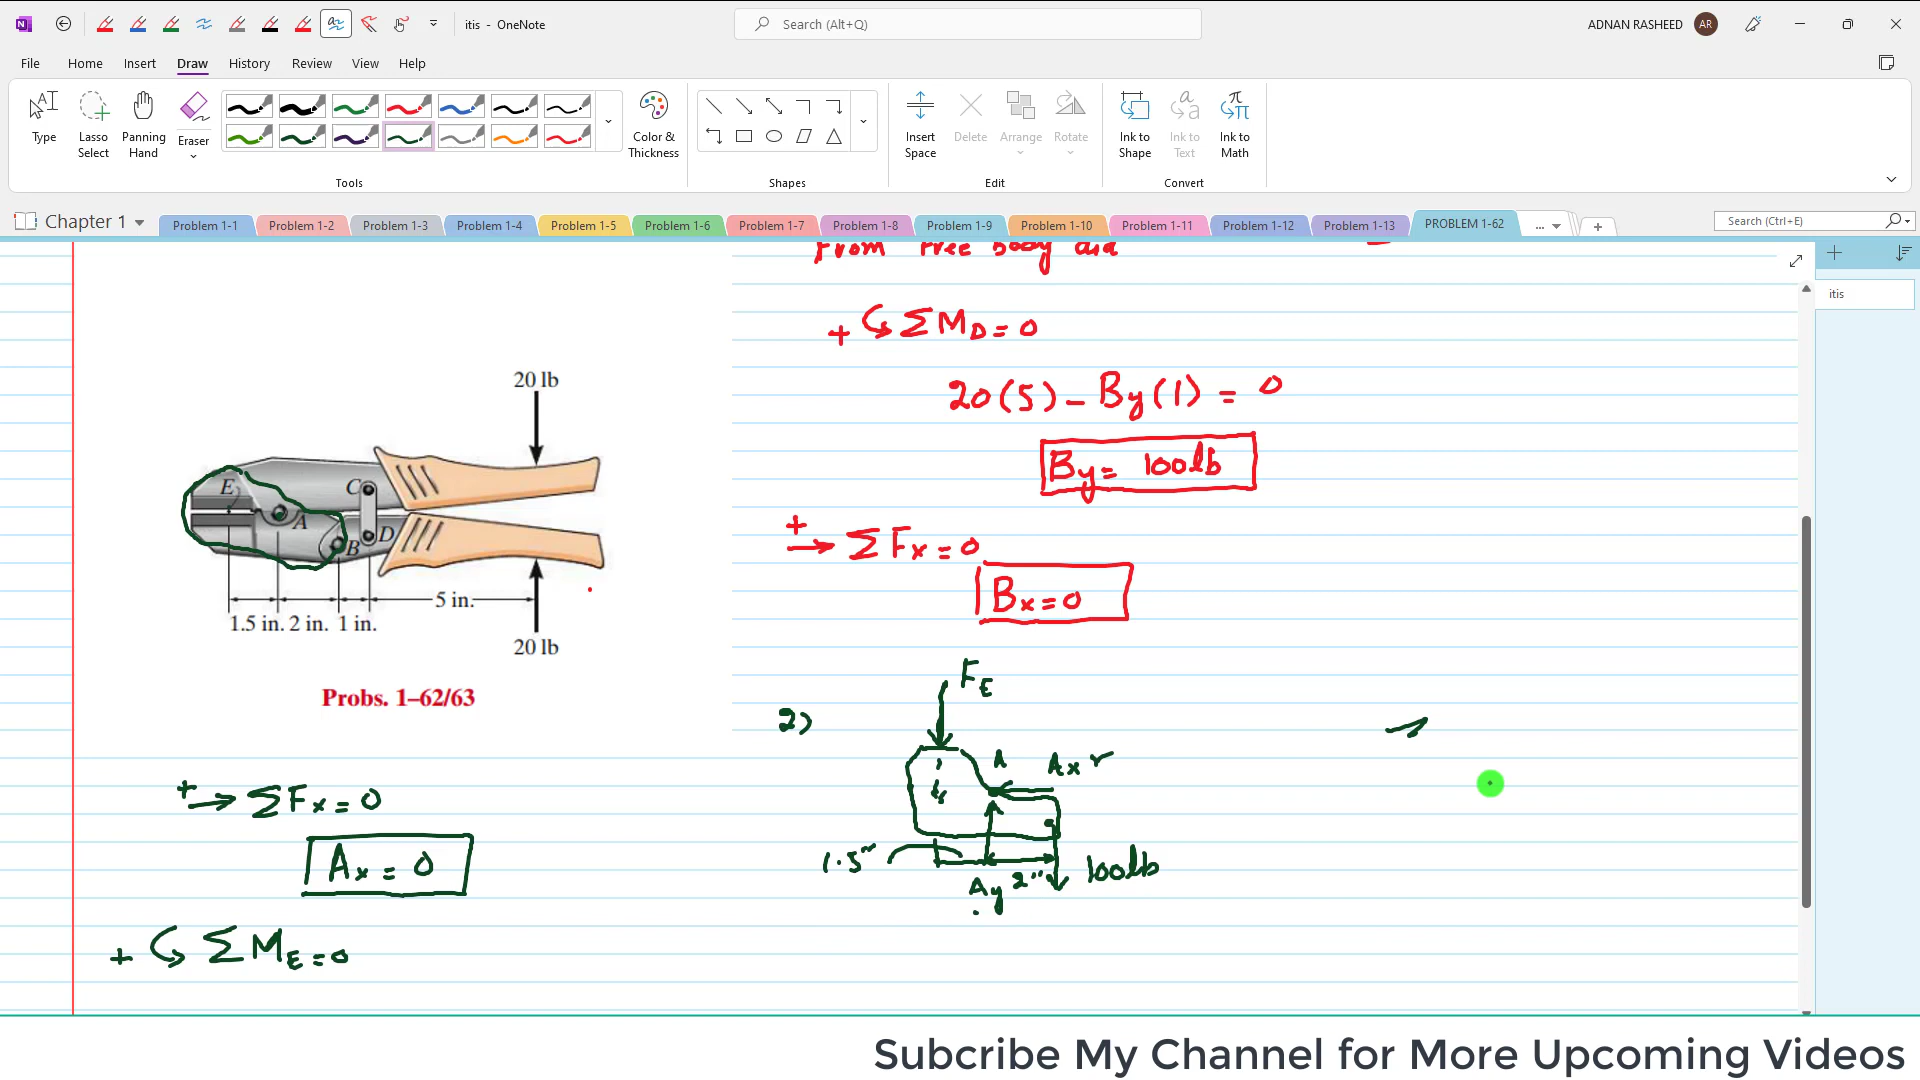 itis - OneNote
Search (Alt+Q)
ADNAN RASHEED
AR
File Home Insert Draw History Review View Help
Type
Lasso Select
Panning Hand
Eraser
Color & Thickness
Insert Space
Delete
Arrange
Rotate
Ink to Shape
Ink to Text
Ink to Math
Tools
Shapes
Edit
Convert
Chapter 1
Problem 1-1
Problem 1-2
Problem 1-3
Problem 1-4
Problem 1-5
Problem 1-6
Problem 1-7
Problem 1-8
Problem 1-9
Problem 1-10
Problem 1-11
Problem 1-12
Problem 1-13
PROBLEM 1-62
...
Search (Ctrl+E)
itis
From Free body dia
+ ΣM_D = 0
20(5) - By(1) = 0
By = 100lb
+ → ΣFx = 0
Bx = 0
20 lb
E
C
A
B
D
5 in.
1.5 in. 2 in. 1 in.
20 lb
Probs. 1–62/63
+ → ΣFx = 0
Ax = 0
+ ΣM_E = 0
2)
F_E
A
Ax
1.5"
Ay
2"
100lb
Subcribe My Channel for More Upcoming Videos